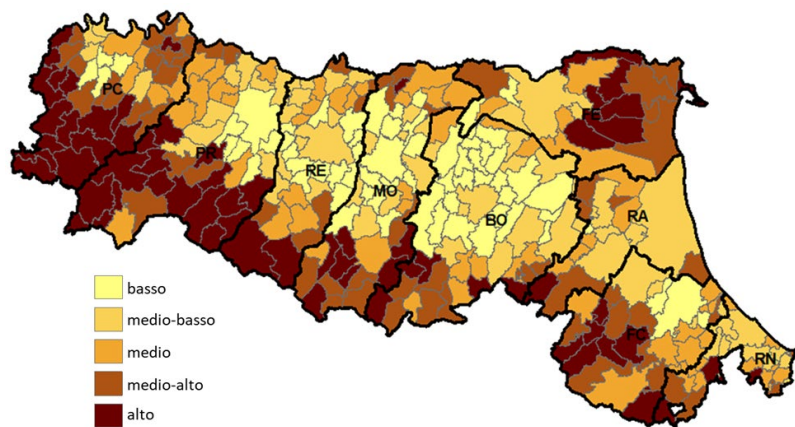 PC
PR
RE
MO
BO
FE
RA
FC
RN
basso
medio-basso
medio
medio-alto
alto